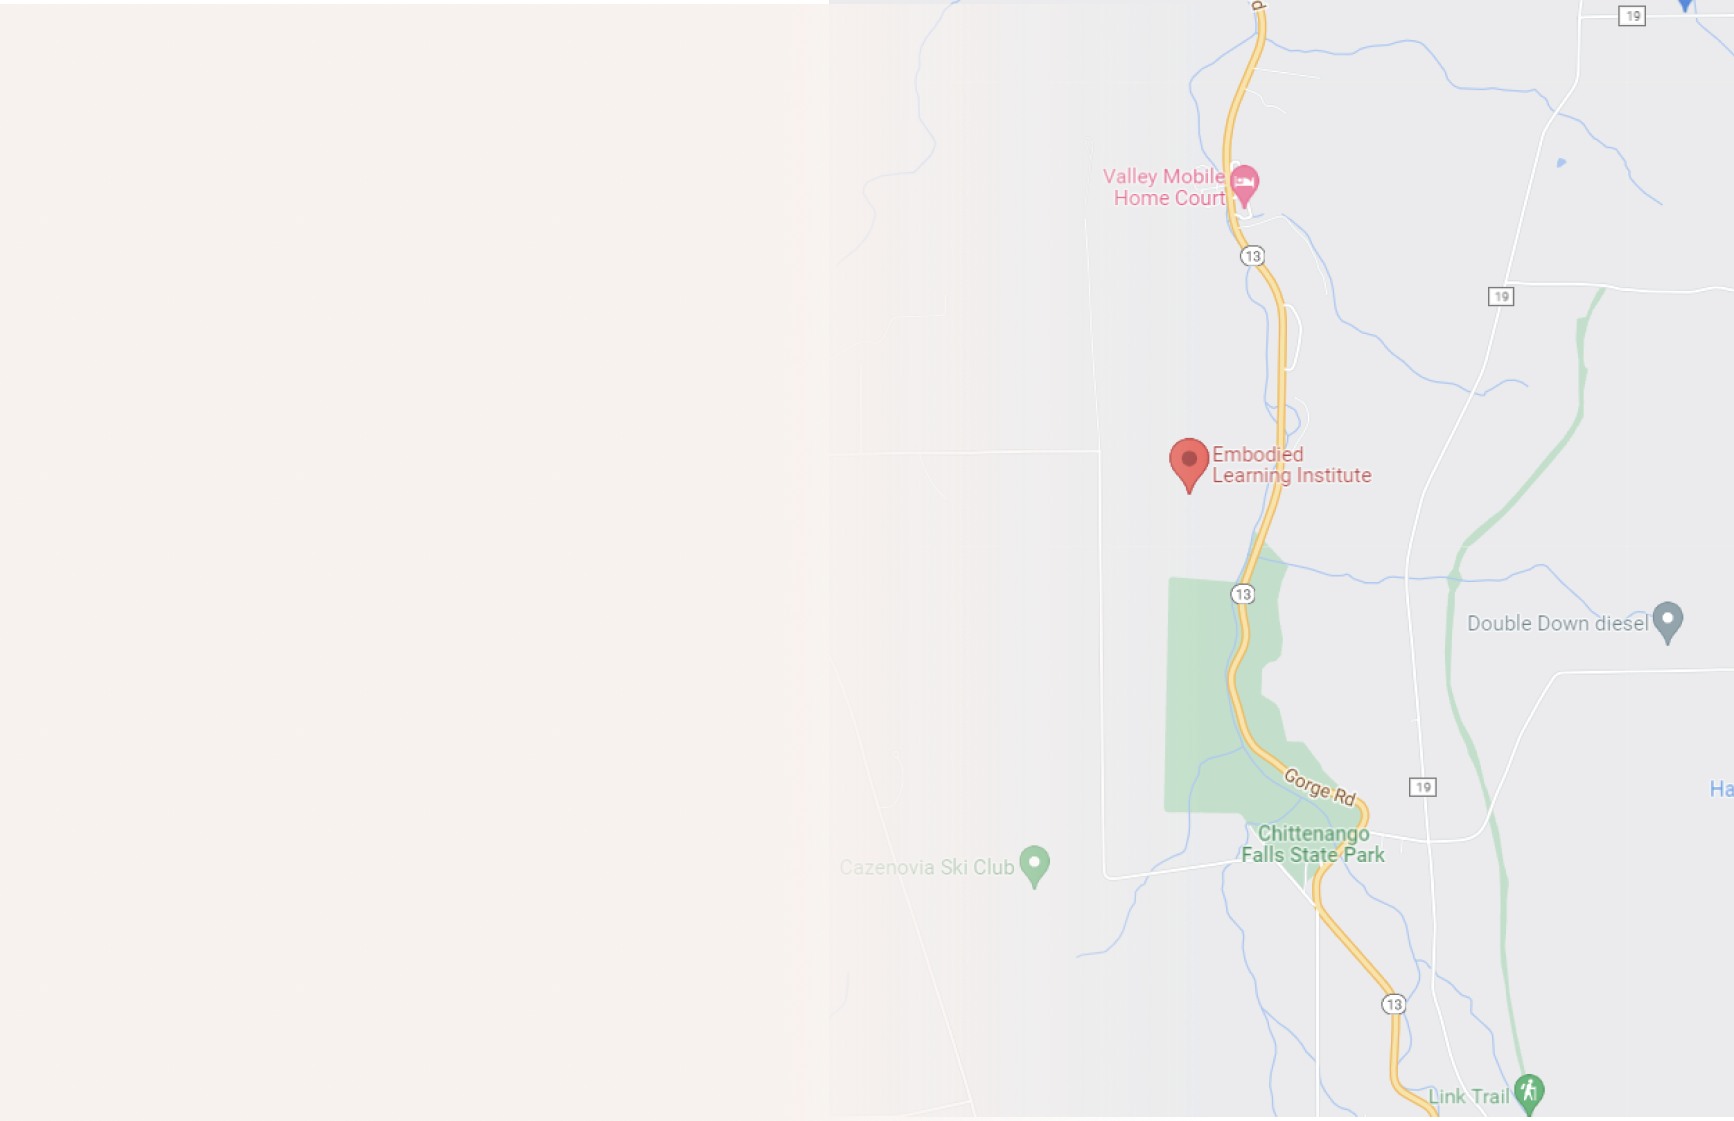 19
Valley Mobile
Home Court
13
19
Embodied
Learning Institute
13
Double Down diesel
Gorge Rd
19
Ha
Chittenango
Falls State Park
Cazenovia Ski Club
13
Link Trail